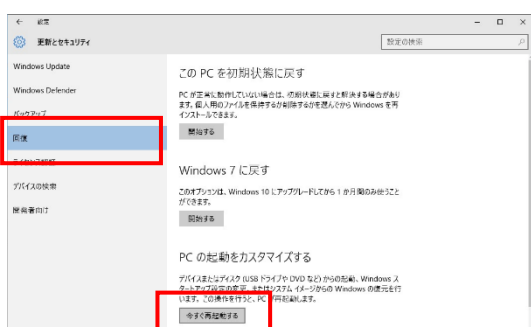 ← 設定
更新とセキュリティ
設定の検索
Windows Update
Windows Defender
バックアップ
回復
ライセンス認証
デバイスの検索
開発者向け
この PC を初期状態に戻す
PC が正常に動作していない場合は、初期状態に戻すと解決する場合があり
ます。個人用のファイルを保持するか削除するかを選んでから Windows を再
インストールできます。
開始する
Windows 7 に戻す
このオプションは、Windows 10 にアップグレードしてから 1 か月間のみ使うこと
ができます。
開始する
PC の起動をカスタマイズする
デバイスまたはディスク (USB ドライブや DVD など) からの起動、Windows ス
タートアップ設定の変更、またはシステム イメージからの Windows の復元を行
います。この操作を行うと、PC が再起動します。
今すぐ再起動する